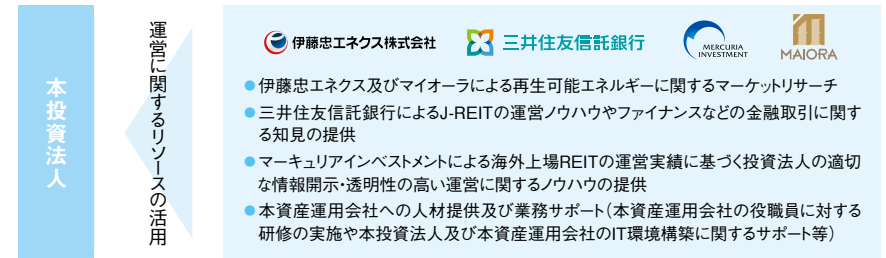 本投資法人
運営に関するリソースの活用
伊藤忠エネクス株式会社
三井住友信託銀行
MERCURIA
INVESTMENT
MAIORA
●伊藤忠エネクス及びマイオーラによる再生可能エネルギーに関するマーケットリサーチ
●三井住友信託銀行によるJ-REITの運営ノウハウやファイナンスなどの金融取引に関す
る知見の提供
●マーキュリアインベストメントによる海外上場REITの運営実績に基づく投資法人の適切
な情報開示・透明性の高い運営に関するノウハウの提供
●本資産運用会社への人材提供及び業務サポート（本資産運用会社の役職員に対する
研修の実施や本投資法人及び本資産運用会社のIT環境構築に関するサポート等）